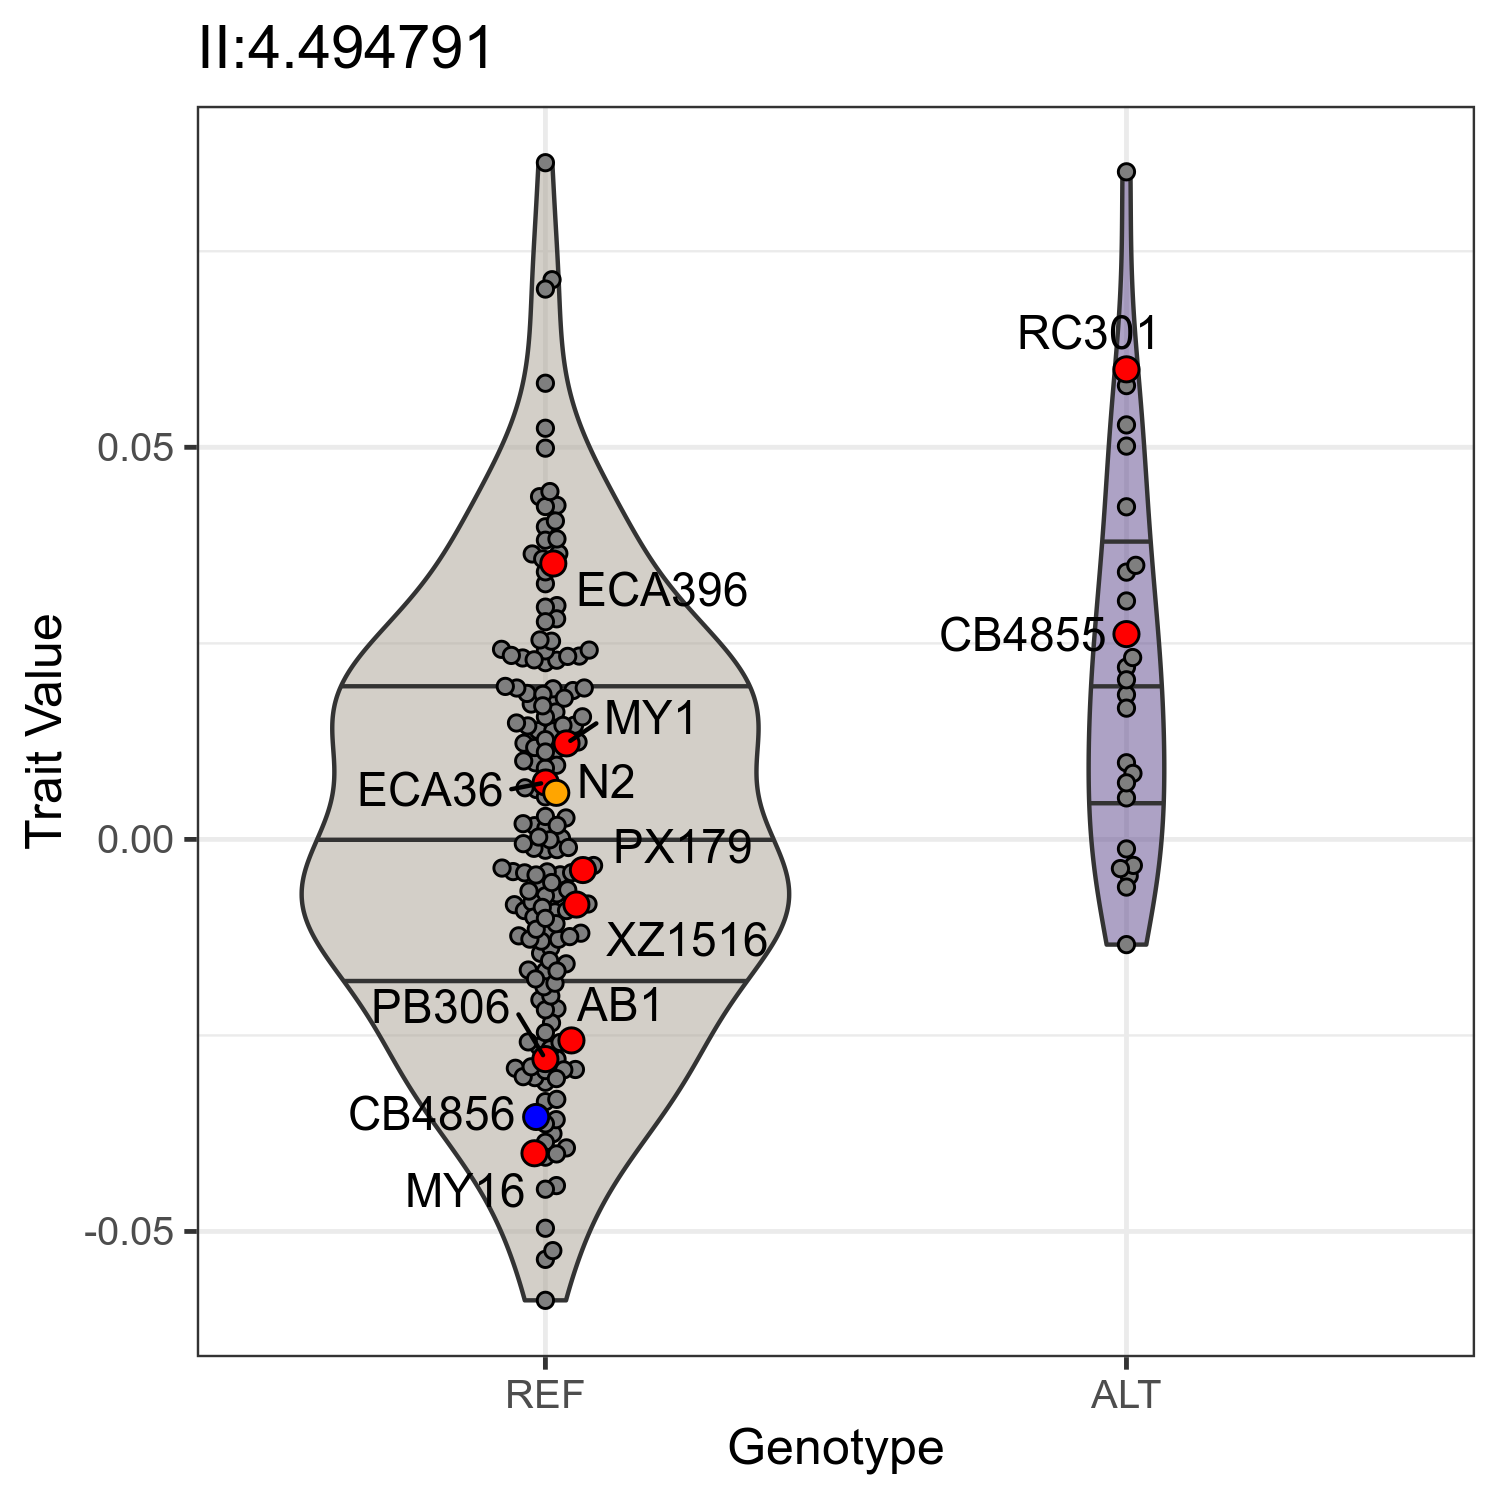 II:4.494791
RC301
0.05
ECA396
CB4855
MY1
ECA36
N2
Trait Value
0.00
PX179
XZ1516
PB306
AB1
CB4856
MY16
-0.05
REF
ALT
Genotype